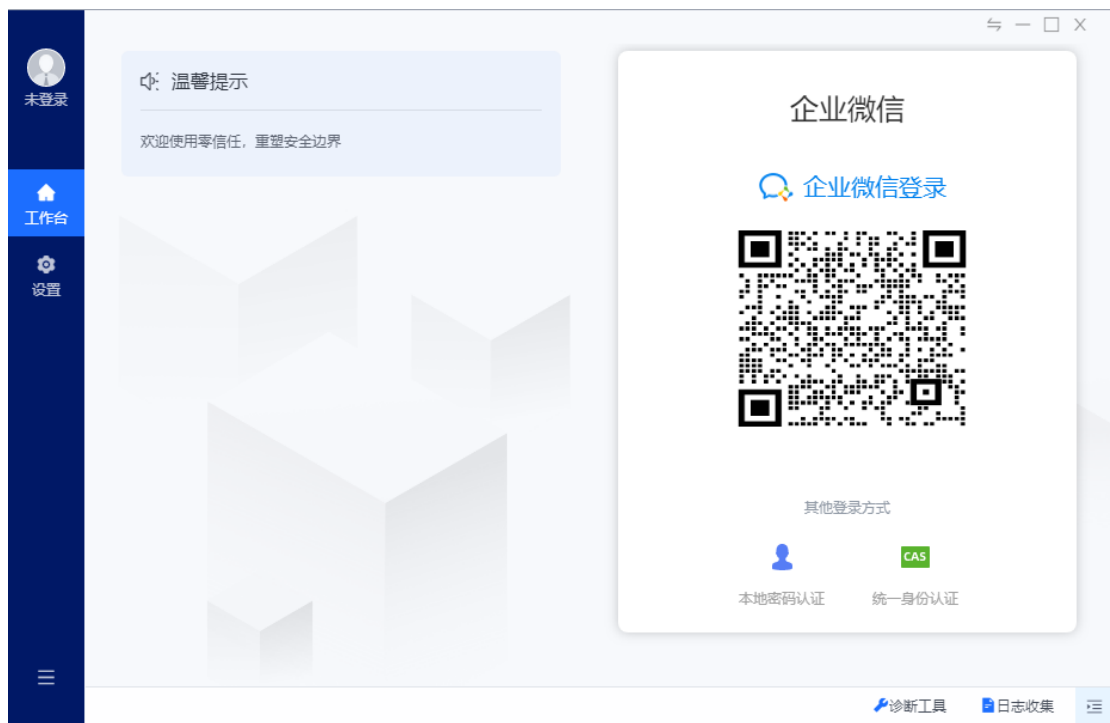 未登录
工作台
设置
温馨提示
欢迎使用零信任，重塑安全边界
企业微信
企业微信登录
其他登录方式
CAS
本地密码认证
统一身份认证
诊断工具
日志收集